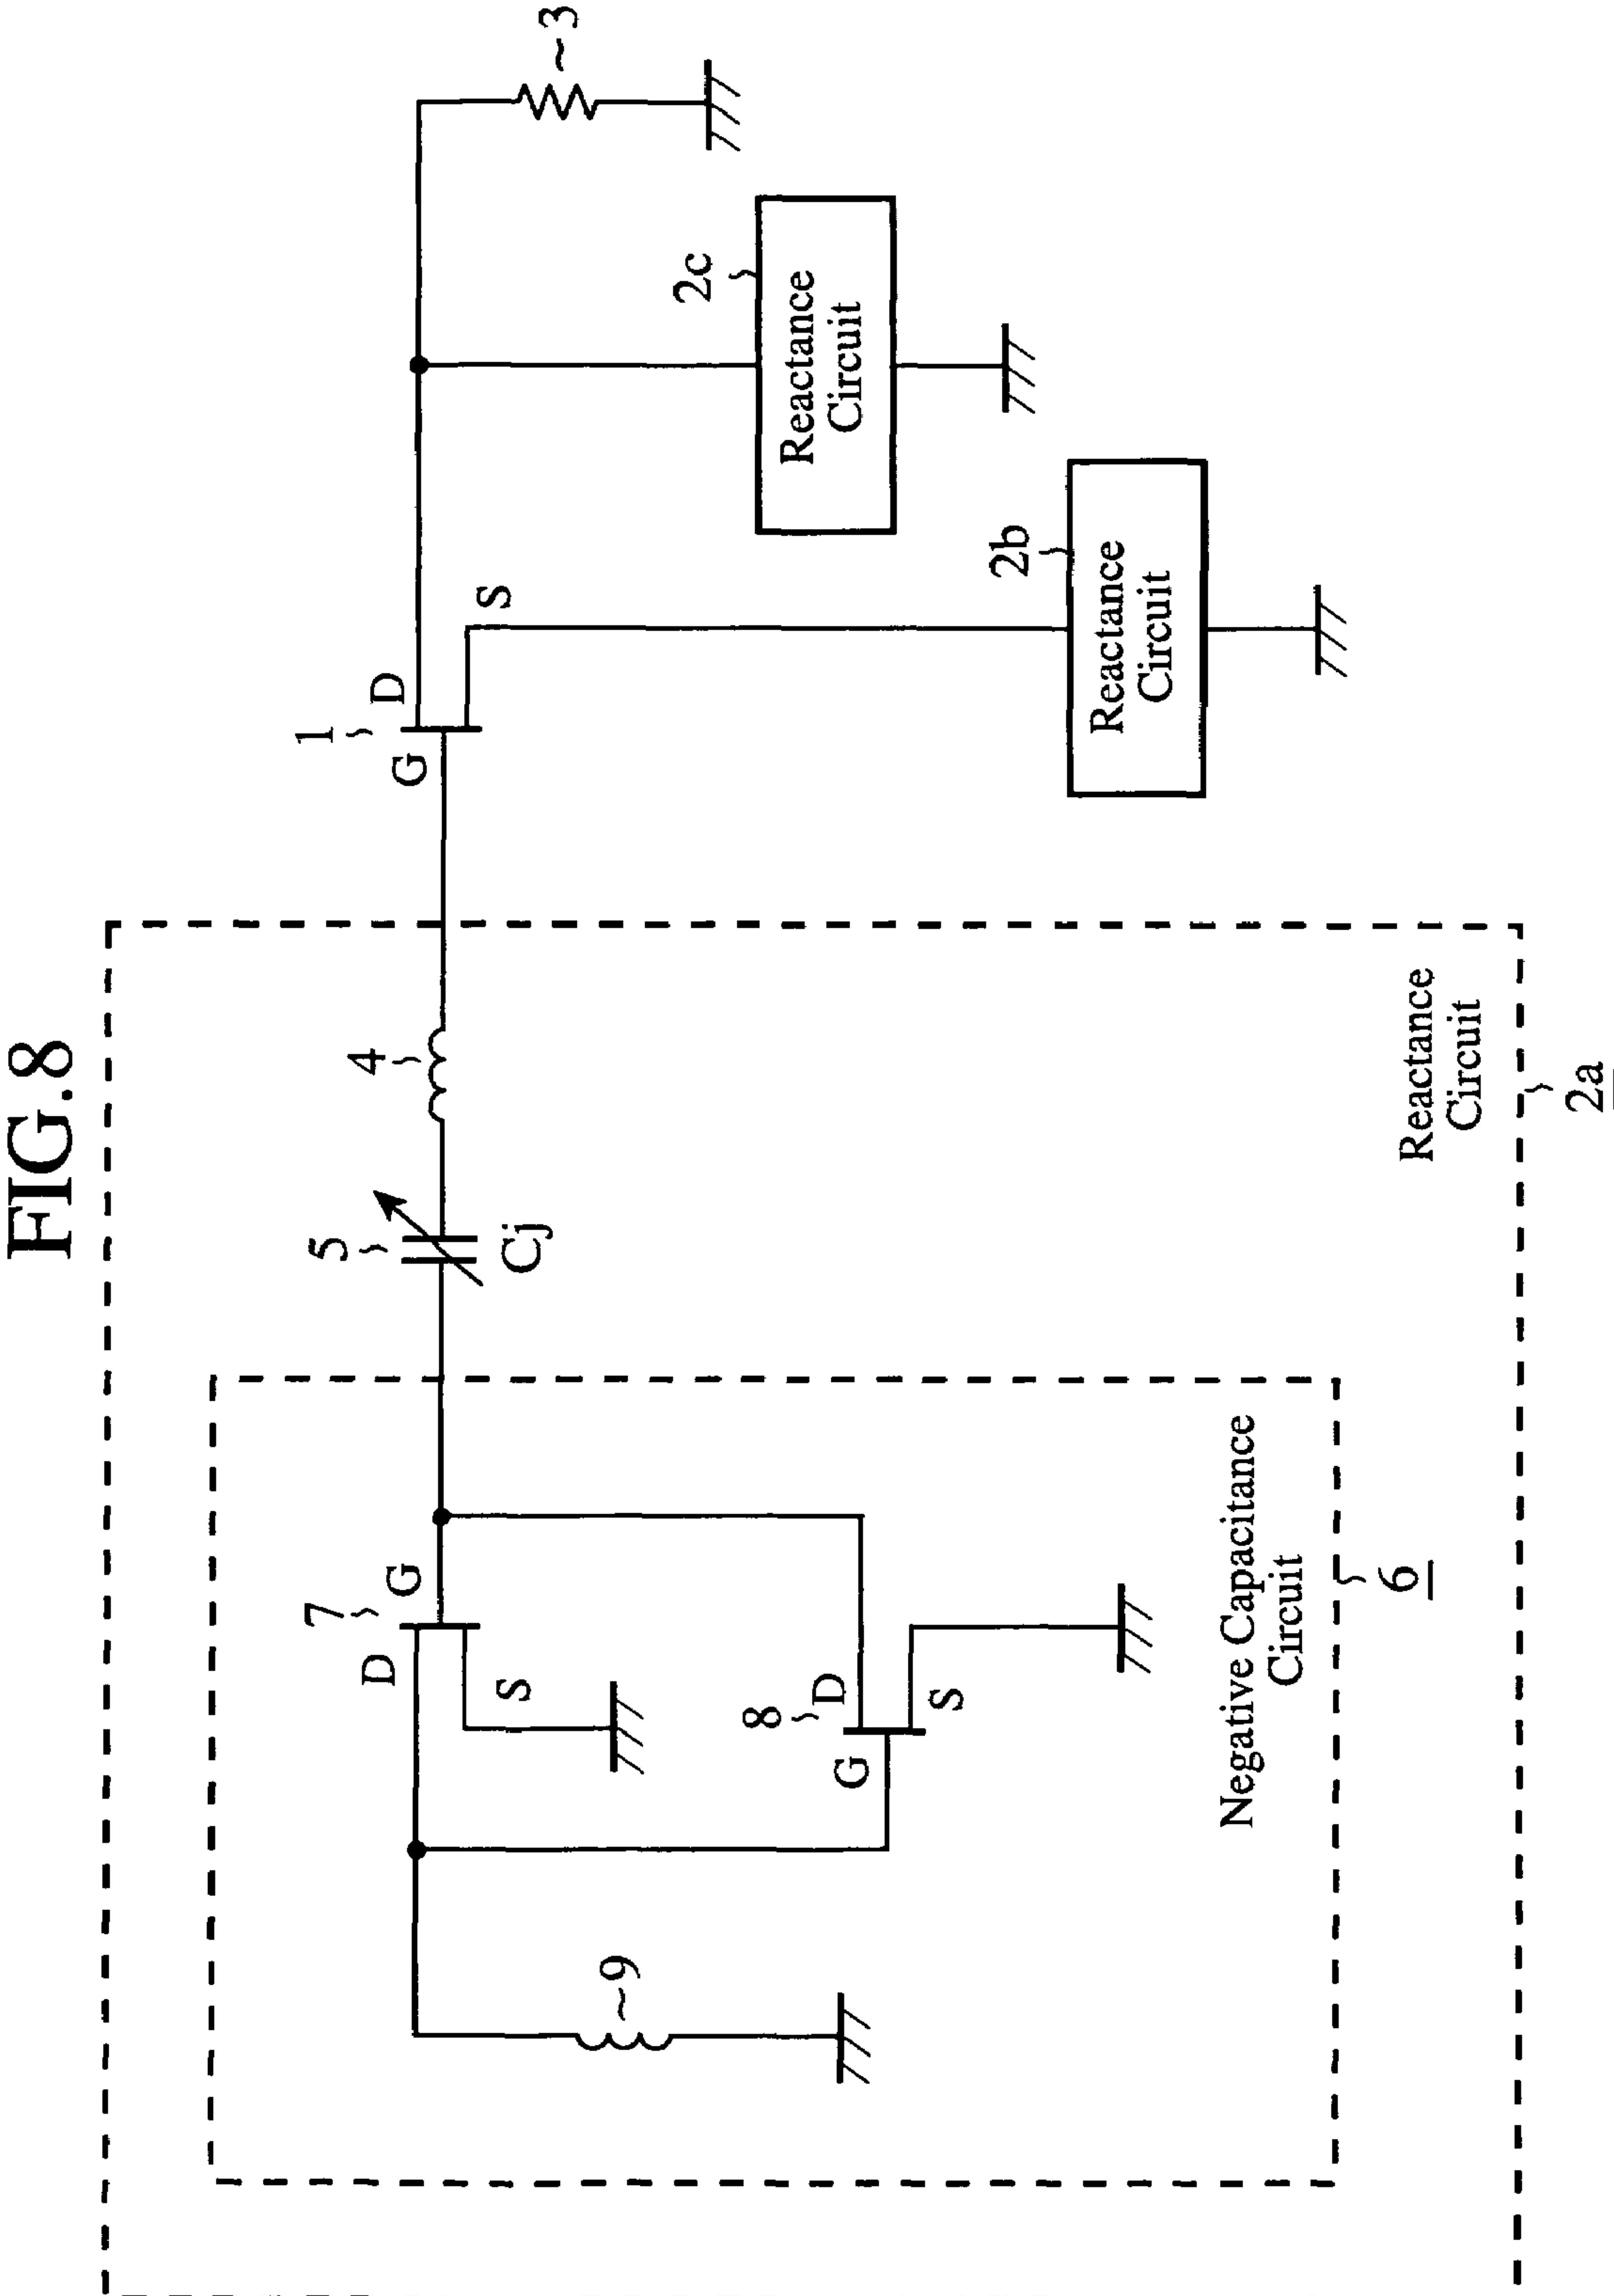 FIG.8
1
D
G
S
~3
2c
Reactance
Circuit
2b
Reactance
Circuit
4
5
Cj
7
D
G
S
8
D
G
S
~9
Negative Capacitance
Circuit
6
Reactance
Circuit
2a